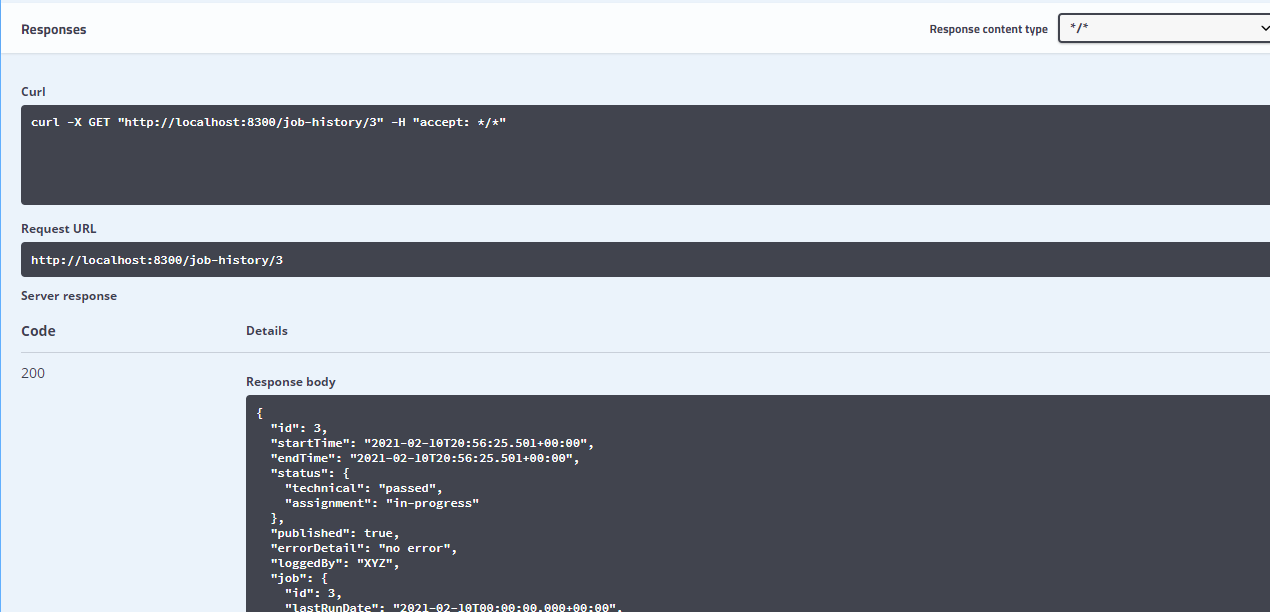 Responses
Response content type */*
Curl
curl -X GET "http://localhost:8300/job-history/3" -H "accept: */*"
Request URL
http://localhost:8300/job-history/3
Server response
Code Details
200
Response body
{
"id": 3,
"startTime": "2021-02-10T20:56:25.501+00:00",
"endTime": "2021-02-10T20:56:25.501+00:00",
"status": {
"technical": "passed",
"assignment": "in-progress"
},
"published": true,
"errorDetail": "no error",
"loggedBy": "XYZ",
"job": {
"id": 3,
"lastRunDate": "2021-02-10T00:00:00.000+00:00",